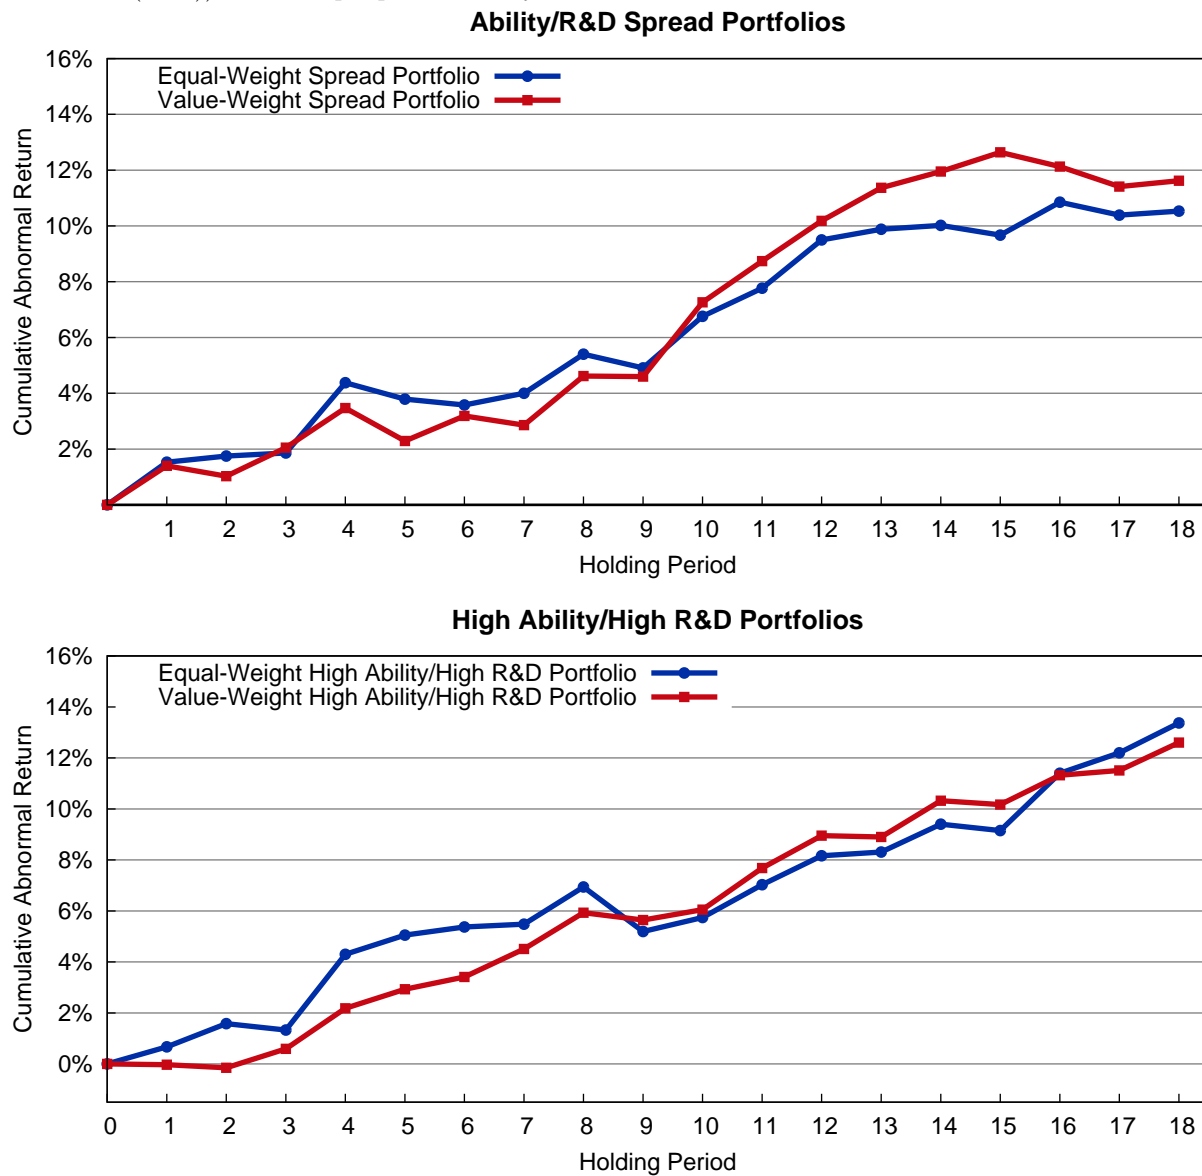 Ability/R&D Spread Portfolios
16%
14%
12%
10%
8%
6%
4%
2%
Cumulative Abnormal Return
Equal-Weight Spread Portfolio
Value-Weight Spread Portfolio
1 2 3 4 5 6 7 8 9 10 11 12 13 14 15 16 17 18
Holding Period
High Ability/High R&D Portfolios
16%
14%
12%
10%
8%
6%
4%
2%
0%
Cumulative Abnormal Return
Equal-Weight High Ability/High R&D Portfolio
Value-Weight High Ability/High R&D Portfolio
0 1 2 3 4 5 6 7 8 9 10 11 12 13 14 15 16 17 18
Holding Period